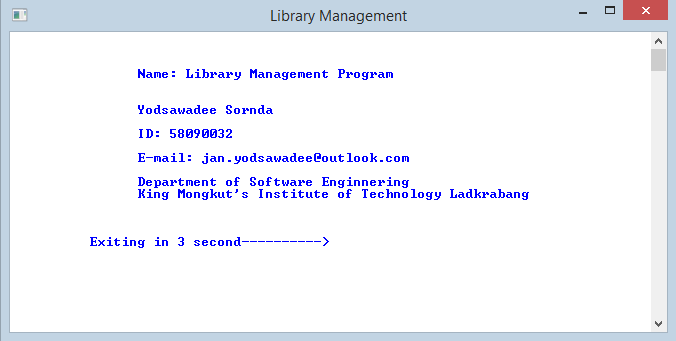 Library Management
Name: Library Management Program
Yodsawadee Sornda
ID: 58090032
E-mail: jan.yodsawadee@outlook.com
Department of Software Enginnering
King Mongkut's Institute of Technology Ladkrabang
Exiting in 3 second---------->